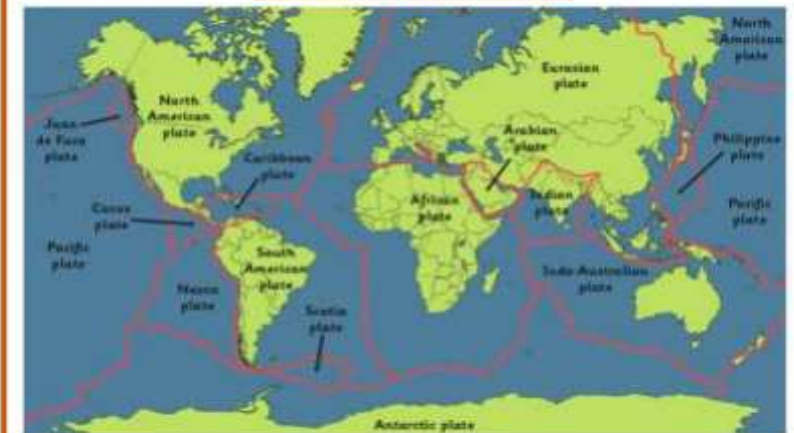 North
American
plate
Eurasian
plate
North
American
plate
Juan
de Fuca
plate
Arabian
plate
Philippine
plate
Caribbean
plate
African
plate
Indian
plate
Cocos
plate
Pacific
plate
Pacific
plate
South
American
plate
Nazca
plate
Indo-Australian
plate
Scotia
plate
Antarctic plate